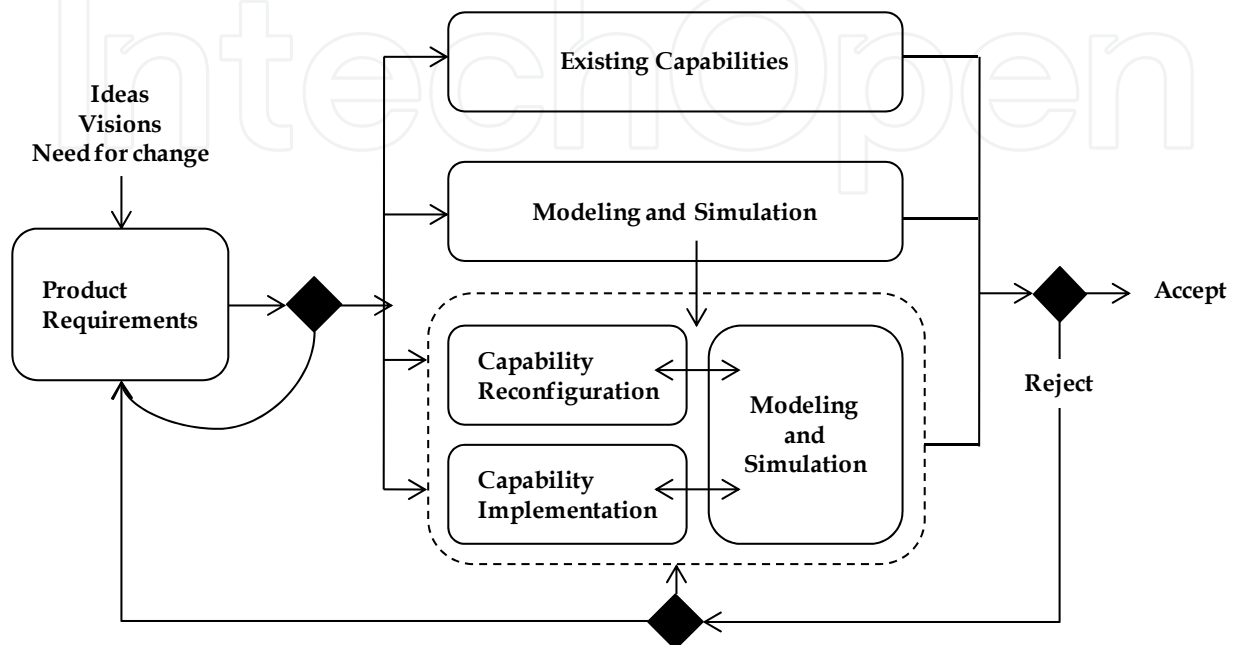 IntechOpen
Existing Capabilities
Ideas
Visions
Need for change
Modeling and Simulation
Product
Requirements
Accept
Capability
Reconfiguration
Modeling
and
Simulation
Reject
Capability
Implementation